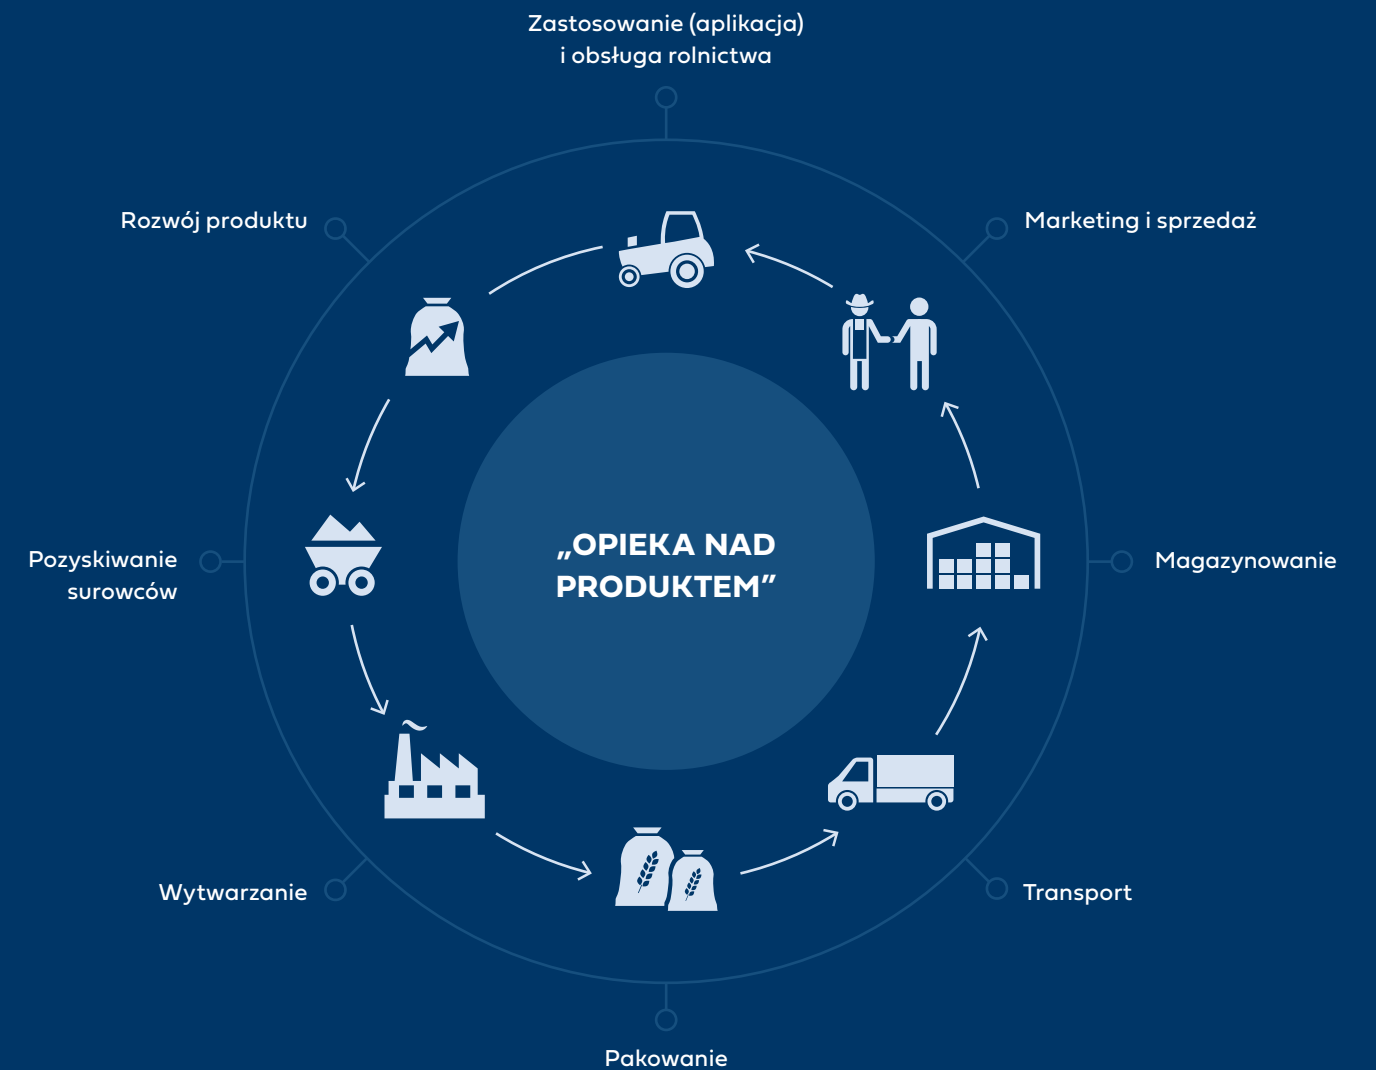 Zastosowanie (aplikacja)
i obsługa rolnictwa
Rozwój produktu
Marketing i sprzedaż
„OPIEKA NAD
PRODUKTEM”
Pozyskiwanie
surowców
Magazynowanie
Wytwarzanie
Transport
Pakowanie